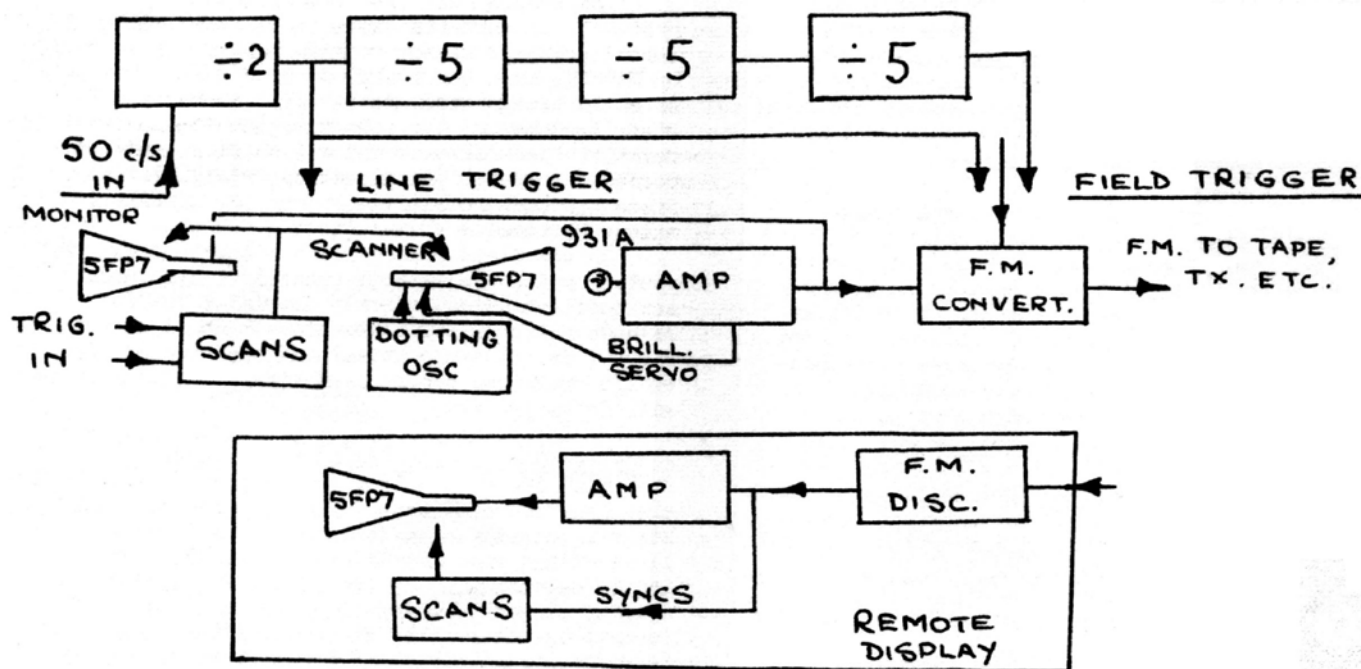 ÷2
÷5
÷5
÷5
50 c/s
IN
LINE TRIGGER
FIELD TRIGGER
MONITOR
5FP7
SCANNER
5FP7
931A
AMP
F.M.
CONVERT.
F.M. TO TAPE,
TX. ETC.
TRIG.
IN
SCANS
DOTTING
OSC
BRILL.
SERVO
5FP7
AMP
F.M.
DISC.
SCANS
SYNCS
REMOTE
DISPLAY